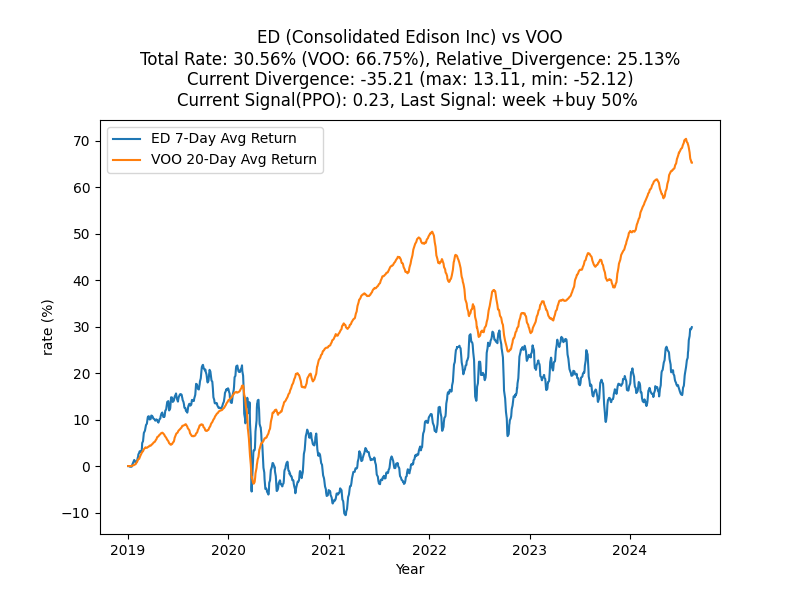 ED (Consolidated Edison Inc) vs VOO
Total Rate: 30.56% (VOO: 66.75%), Relative_Divergence: 25.13%
Current Divergence: -35.21 (max: 13.11, min: -52.12)
Current Signal(PPO): 0.23, Last Signal: week +buy 50%
ED 7-Day Avg Return
VOO 20-Day Avg Return
70
60
50
40
30
20
10
0
−10
rate (%)
2019 2020 2021 2022 2023 2024
Year